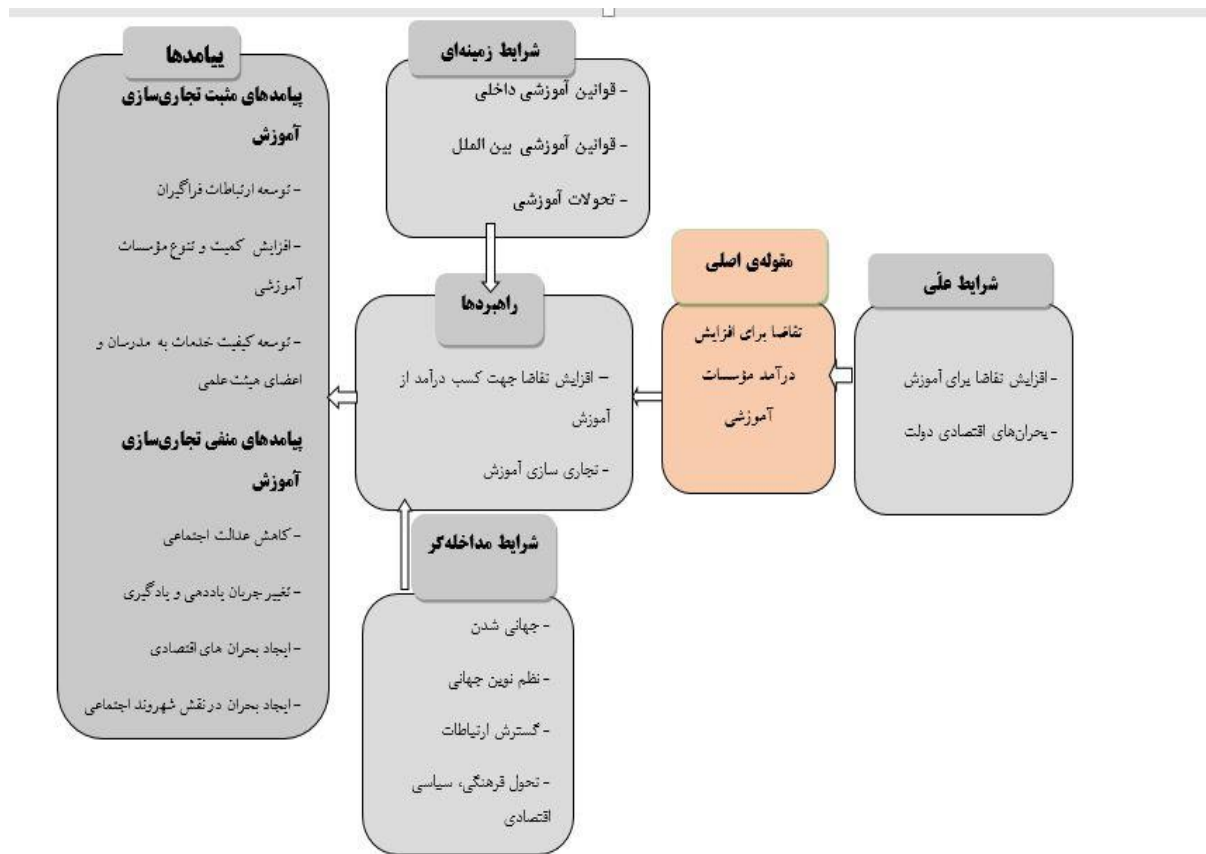 شرایط علّی
- افزایش تقاضا برای آموزش
- بحران‌های اقتصادی دولت
مقوله‌ی اصلی
تقاضا برای افزایش
درآمد مؤسسات
آموزشی
شرایط زمینه‌ای
- قوانین آموزشی داخلی
- قوانین آموزشی بین الملل
- تحولات آموزشی
راهبردها
- افزایش تقاضا جهت کسب درآمد از
آموزش
- تجاری سازی آموزش
شرایط مداخله‌گر
- جهانی شدن
- نظم نوین جهانی
- گسترش ارتباطات
- تحول فرهنگی، سیاسی
اقتصادی
پیامدها
پیامدهای مثبت تجاری‌سازی
آموزش
- توسعه ارتباطات فراگیران
- افزایش کمیت و تنوع مؤسسات
آموزشی
- توسعه کیفیت خدمات به مدرسان و
اعضای هیئت علمی
پیامدهای منفی تجاری‌سازی
آموزش
- کاهش عدالت اجتماعی
- تغییر جریان یاددهی و یادگیری
- ایجاد بحران های اقتصادی
- ایجاد بحران در نقش شهروند اجتماعی